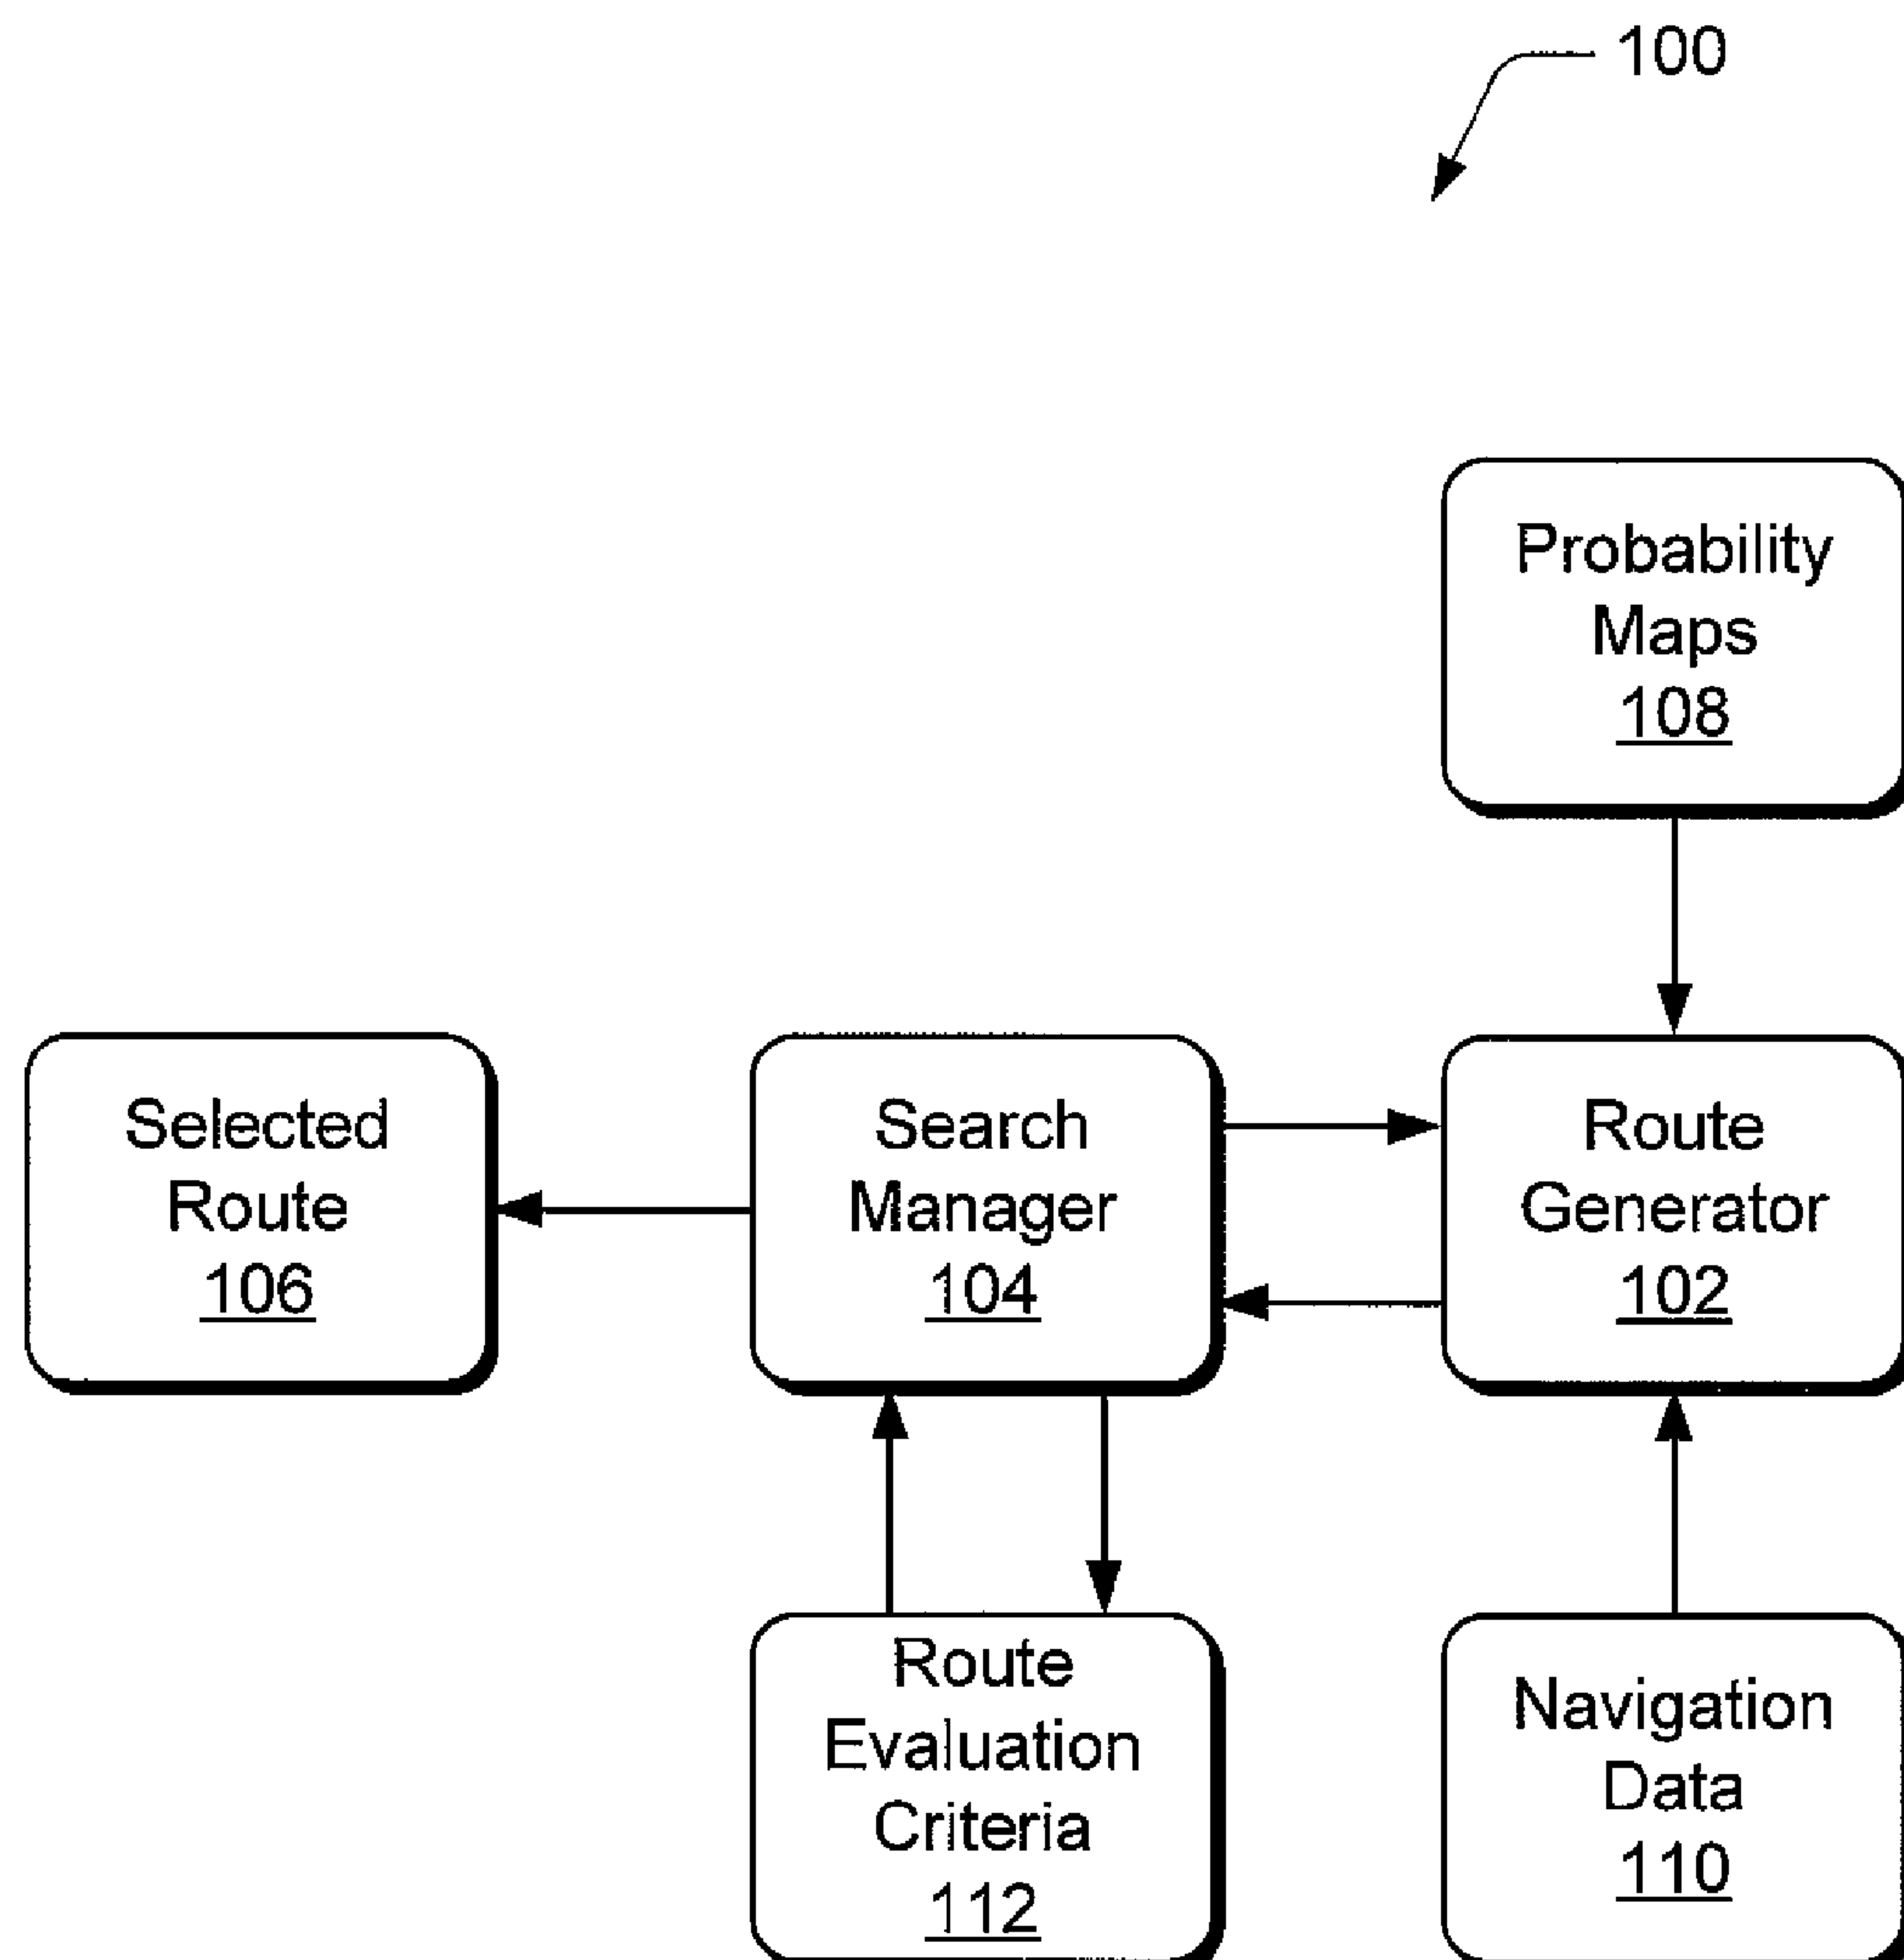 100
Probability
Maps
108
Selected
Route
106
Search
Manager
104
Route
Generator
102
Route
Evaluation
Criteria
112
Navigation
Data
110